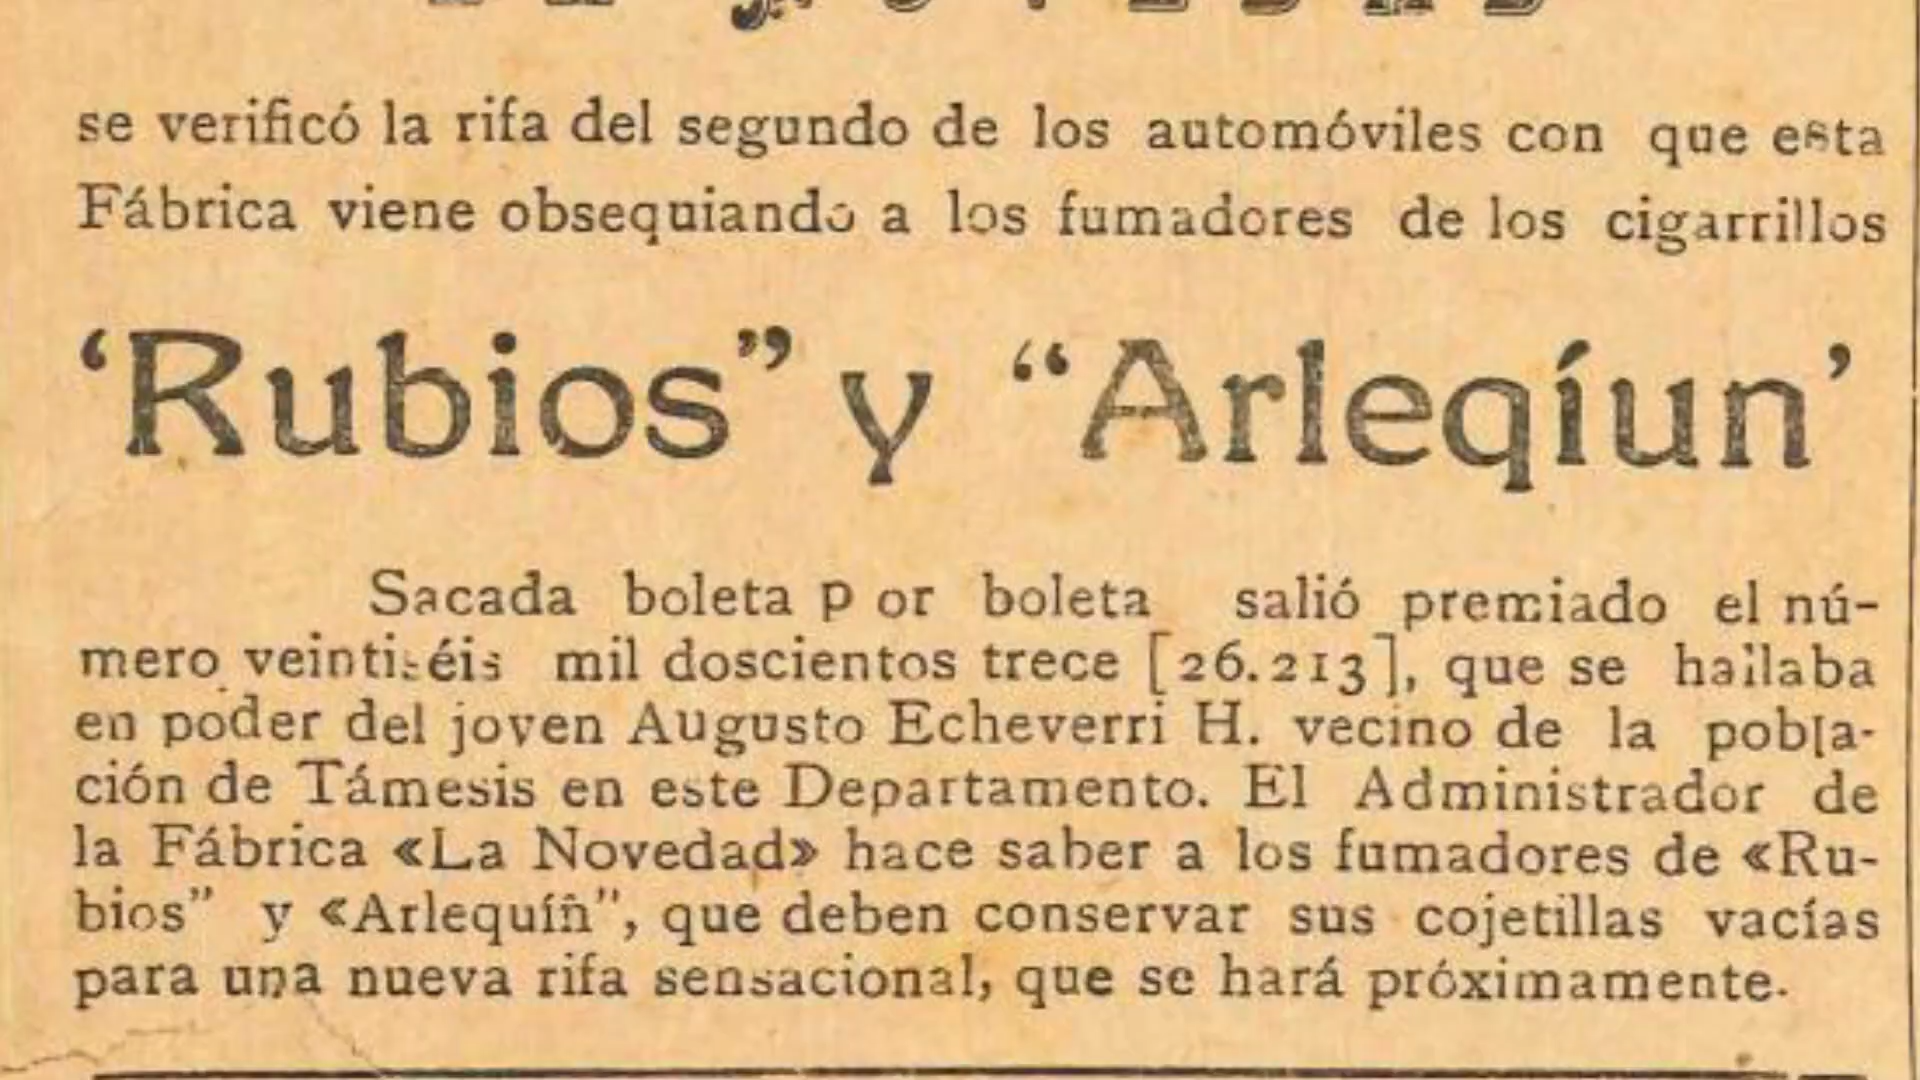 se verificó la rifa del segundo de los automóviles con que esta
Fábrica viene obsequiando a los fumadores de los cigarrillos
‘Rubios” y “Arleqíun’
Sacada boleta p or boleta salió premiado el nú-
mero veintiséis mil doscientos trece [26.213], que se hallaba
en poder del joven Augusto Echeverri H. vecino de la pobla-
ción de Támesis en este Departamento. El Administrador de
la Fábrica «La Novedad» hace saber a los fumadores de «Ru-
bios” y «Arlequíñ”, que deben conservar sus cojetillas vacías
para una nueva rifa sensacional, que se hará próximamente.